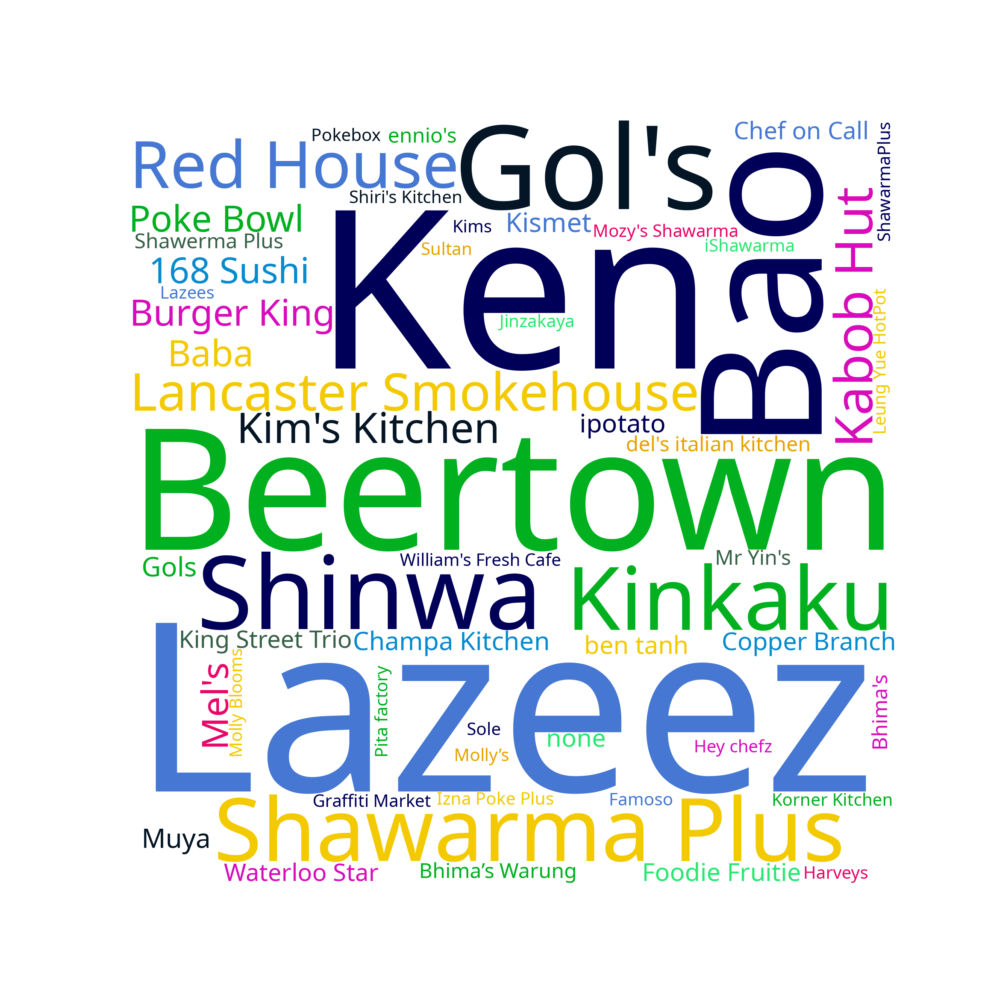 Pokebox
ennio's
Chef on Call
ShawarmaPlus
Red House
Gol's
Bao
Shiri's Kitchen
Kabob Hut
Poke Bowl
Ken
Kims
Kismet
Mozy's Shawarma
Shawerma Plus
Sultan
iShawarma
168 Sushi
Lazees
Leung Yue HotPot
Burger King
Jinzakaya
Baba
Lancaster Smokehouse
Kim's Kitchen
ipotato
del's italian kitchen
Beertown
Gols
Shinwa
William's Fresh Cafe
Mr Yin's
Kinkaku
King Street Trio
Champa Kitchen
ben tanh
Copper Branch
Lazeez
Mel's
Molly Blooms
Pita factory
Sole
none
Bhima's
Molly’s
Hey chefz
Graffiti Market
Izna Poke Plus
Famoso
Korner Kitchen
Muya
Shawarma Plus
Waterloo Star
Bhima’s Warung
Foodie Fruitie
Harveys